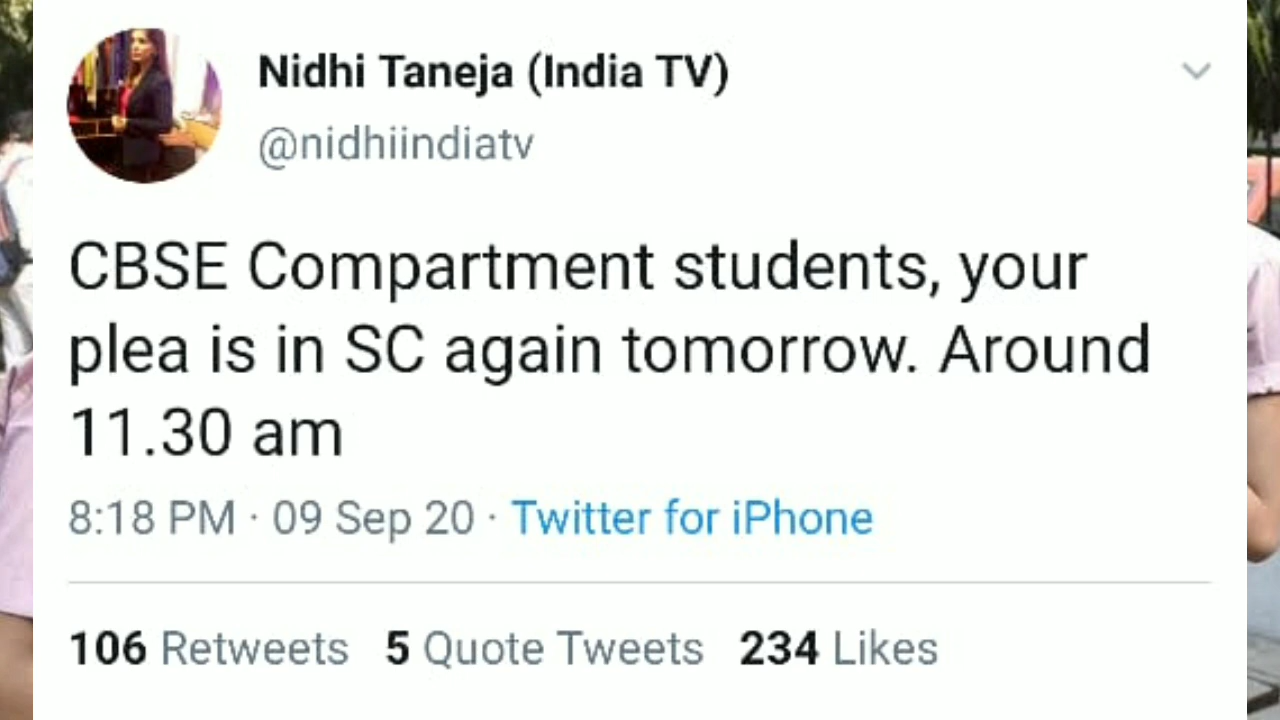 Nidhi Taneja (India TV)
@nidhiindiatv
CBSE Compartment students, your
plea is in SC again tomorrow. Around
11.30 am
8:18 PM · 09 Sep 20 · Twitter for iPhone
106 Retweets 5 Quote Tweets 234 Likes